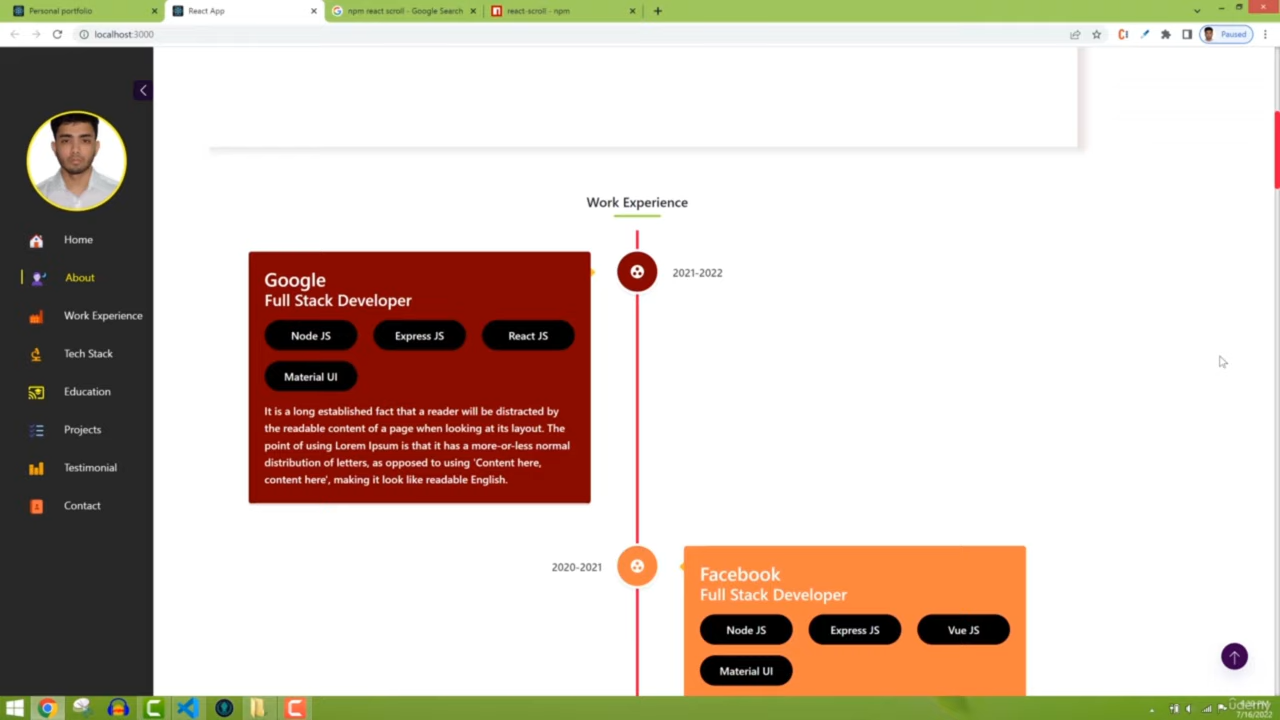 Personal portfolio
React App
npm react scroll - Google Search
react-scroll - npm
localhost:3000
Paused
Home
About
Work Experience
Tech Stack
Education
Projects
Testimonial
Contact
Work Experience
2021-2022
Google
Full Stack Developer
Node JS
Express JS
React JS
Material UI
It is a long established fact that a reader will be distracted by
the readable content of a page when looking at its layout. The
point of using Lorem Ipsum is that it has a more-or-less normal
distribution of letters, as opposed to using 'Content here,
content here', making it look like readable English.
2020-2021
Facebook
Full Stack Developer
Node JS
Express JS
Vue JS
Material UI
udemy
7/16/2022